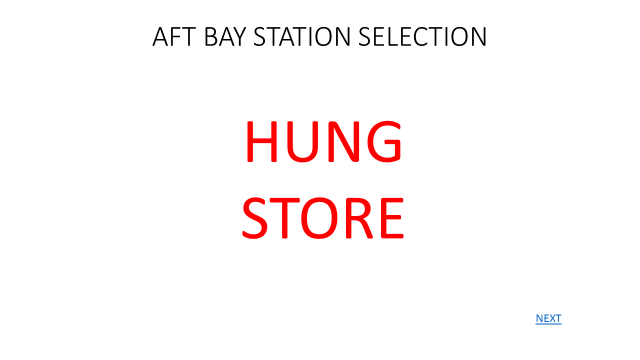 AFT BAY STATION SELECTION
HUNG
STORE
NEXT